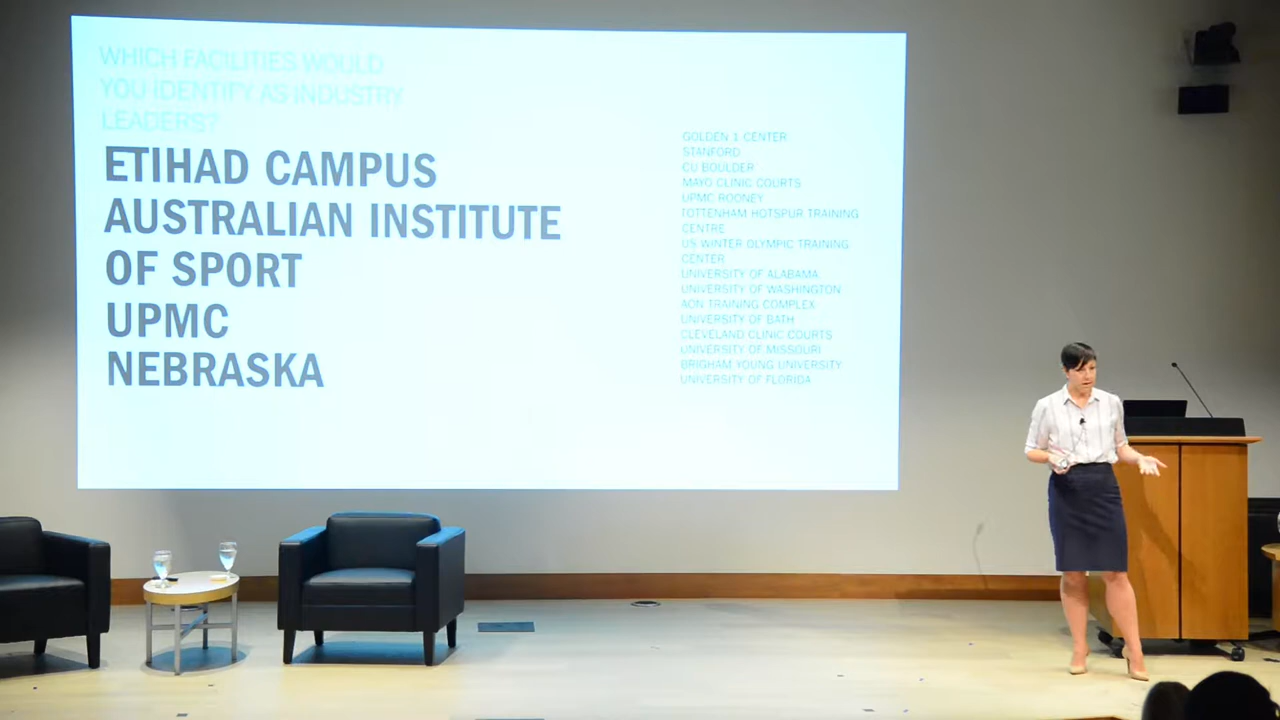 WHICH FACILITIES WOULD
YOU IDENTIFY AS INDUSTRY
LEADERS?
ETIHAD CAMPUS
AUSTRALIAN INSTITUTE
OF SPORT
UPMC
NEBRASKA
GOLDEN 1 CENTER
STANFORD
CU BOULDER
MAYO CLINIC COURTS
UPMC ROONEY
TOTTENHAM HOTSPUR TRAINING
CENTRE
US WINTER OLYMPIC TRAINING
CENTER
UNIVERSITY OF ALABAMA
UNIVERSITY OF WASHINGTON
AON TRAINING COMPLEX
UNIVERSITY OF BATH
CLEVELAND CLINIC COURTS
UNIVERSITY OF MISSOURI
BRIGHAM YOUNG UNIVERSITY
UNIVERSITY OF FLORIDA